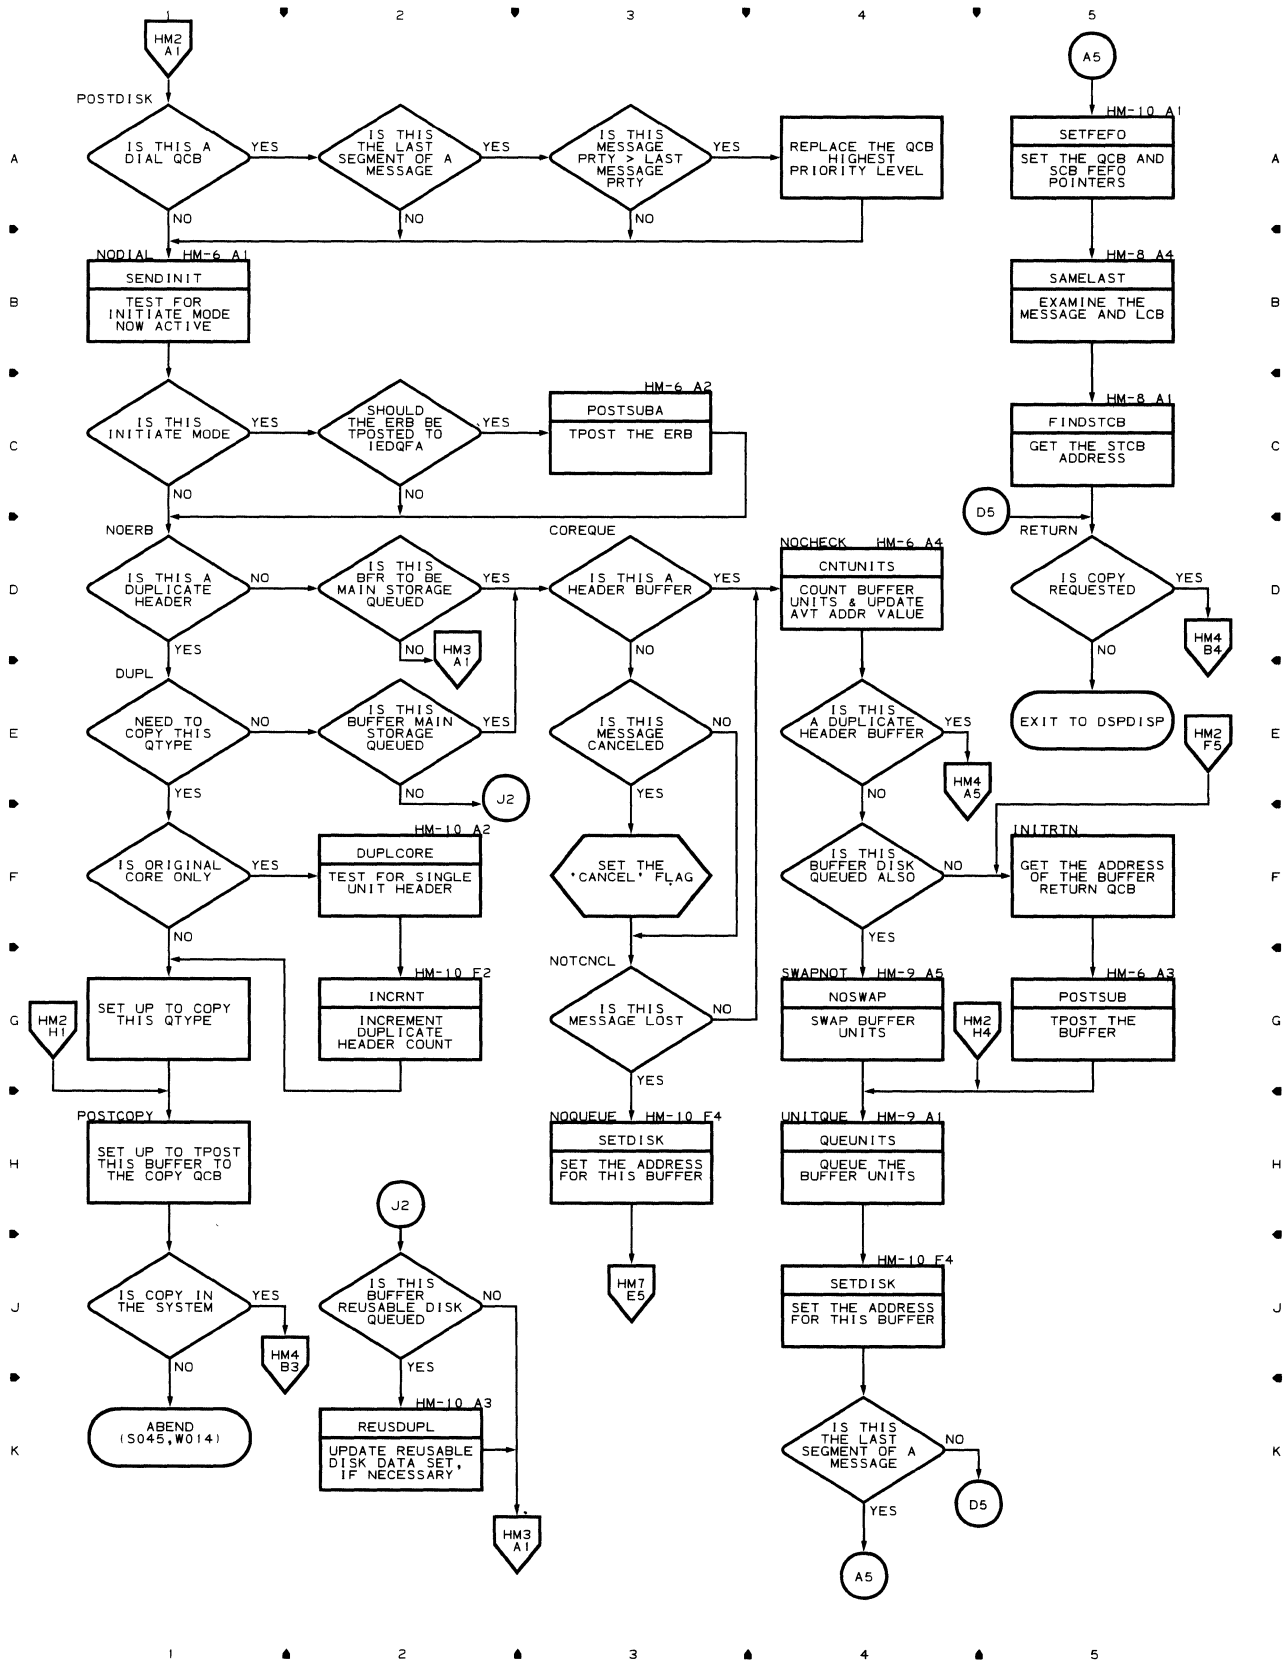 1 2 3 4 5
HM2
A1
A5
POSTDISK
HM-10 A1
A
IS THIS A
DIAL QCB
YES
NO
IS THIS
THE LAST
SEGMENT OF A
MESSAGE
YES
NO
IS THIS
MESSAGE
PRTY > LAST
MESSAGE
PRTY
YES
NO
REPLACE THE QCB
HIGHEST
PRIORITY LEVEL
SETFEFO
SET THE QCB AND
SCB FEFO
POINTERS
A
NODIAL HM-6 A1
B
SENDINIT
TEST FOR
INITIATE MODE
NOW ACTIVE
HM-8 A4
SAMELAST
EXAMINE THE
MESSAGE AND LCB
B
C
IS THIS
INITIATE MODE
YES
NO
SHOULD
THE ERB BE
TPOSTED TO
IEDQFA
YES
NO
HM-6 A2
POSTSUBA
TPOST THE ERB
HM-8 A1
FINDSTCB
GET THE STCB
ADDRESS
C
D5
NOERB
COREQUE
NOCHECK HM-6 A4
RETURN
D
IS THIS A
DUPLICATE
HEADER
NO
YES
IS THIS
BFR TO BE
MAIN STORAGE
QUEUED
YES
NO
HM3
A1
IS THIS A
HEADER BUFFER
YES
NO
CNTUNITS
COUNT BUFFER
UNITS & UPDATE
AVT ADDR VALUE
IS COPY
REQUESTED
YES
NO
HM4
B4
D
DUPL
E
NEED TO
COPY THIS
QTYPE
NO
YES
IS THIS
BUFFER MAIN
STORAGE
QUEUED
YES
NO
J2
IS THIS
MESSAGE
CANCELED
NO
YES
IS THIS
A DUPLICATE
HEADER BUFFER
YES
NO
HM4
A5
EXIT TO DSPDISP
HM2
F5
E
F
IS ORIGINAL
CORE ONLY
YES
NO
HM-10 A2
DUPLCORE
TEST FOR SINGLE
UNIT HEADER
SET THE
'CANCEL' FLAG
IS THIS
BUFFER DISK
QUEUED ALSO
NO
YES
INITRTN
GET THE ADDRESS
OF THE BUFFER
RETURN QCB
F
G
HM2
H1
SET UP TO COPY
THIS QTYPE
HM-10 E2
INCRNT
INCREMENT
DUPLICATE
HEADER COUNT
NOTCNCL
IS THIS
MESSAGE LOST
NO
YES
SWAPNOT HM-9 A5
NOSWAP
SWAP BUFFER
UNITS
HM2
H4
HM-6 A3
POSTSUB
TPOST THE
BUFFER
G
POSTCOPY
H
SET UP TO TPOST
THIS BUFFER TO
THE COPY QCB
J2
NOQUEUE HM-10 E4
SETDISK
SET THE ADDRESS
FOR THIS BUFFER
UNITQUE HM-9 A1
QUEUNITS
QUEUE THE
BUFFER UNITS
H
J
IS COPY IN
THE SYSTEM
YES
NO
HM4
B3
IS THIS
BUFFER
REUSABLE DISK
QUEUED
NO
YES
HM7
E5
HM-10 E4
SETDISK
SET THE ADDRESS
FOR THIS BUFFER
J
K
ABEND
(S045,W014)
HM-10 A3
REUSDUPL
UPDATE REUSABLE
DISK DATA SET,
IF NECESSARY
HM3
A1
IS THIS
THE LAST
SEGMENT OF A
MESSAGE
NO
YES
D5
A5
K
1 2 3 4 5